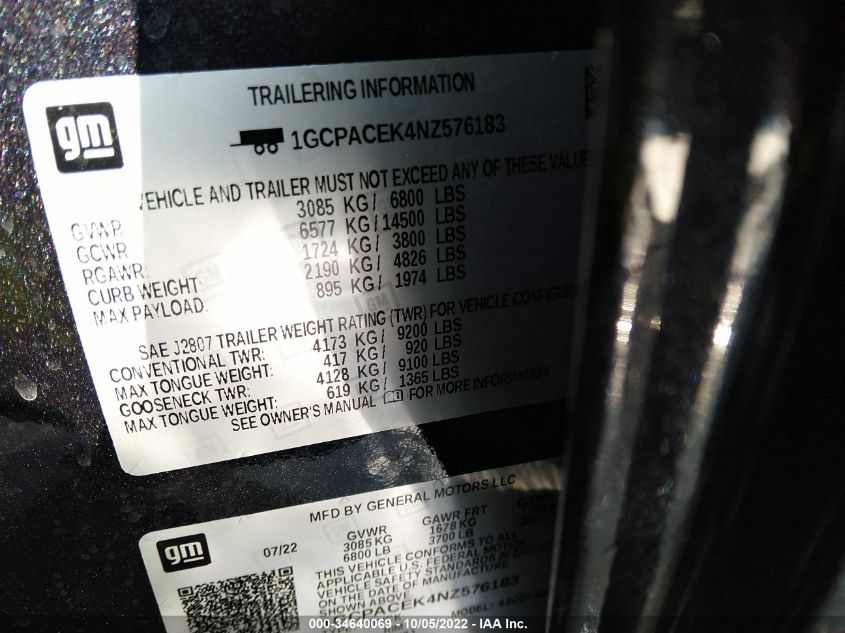 gm
TRAILERING INFORMATION
1GCPACEK4NZ576183
VEHICLE AND TRAILER MUST NOT EXCEED ANY OF THESE VALUES
GVWR 3085 KG/ 6800 LBS
GCWR 6577 KG/14500 LBS
RGAWR: 1724 KG/ 3800 LBS
CURB WEIGHT: 2190 KG/ 4826 LBS
MAX PAYLOAD: 895 KG/ 1974 LBS
SAE J2807 TRAILER WEIGHT RATING (TWR) FOR VEHICLE
CONVENTIONAL TWR: 4173 KG/ 9200 LBS
MAX TONGUE WEIGHT: 417 KG/ 920 LBS
GOOSENECK TWR: 4128 KG/ 9100 LBS
MAX TONGUE WEIGHT: 619 KG/ 1365 LBS
SEE OWNER'S MANUAL FOR MORE INFORMATION
MFD BY GENERAL MOTORS LLC
gm
07/22
GVWR GAWR FRT
3085 KG 1678 KG
6800 LB 3700 LB
THIS VEHICLE CONFORMS TO ALL
APPLICABLE U.S. FEDERAL MOTOR
VEHICLE SAFETY STANDARDS
DATE OF MANUFACTURE
SHOWN ABOVE
1GCPACEK4NZ576183
MODEL:
000-34640069 - 10/05/2022 - IAA Inc.